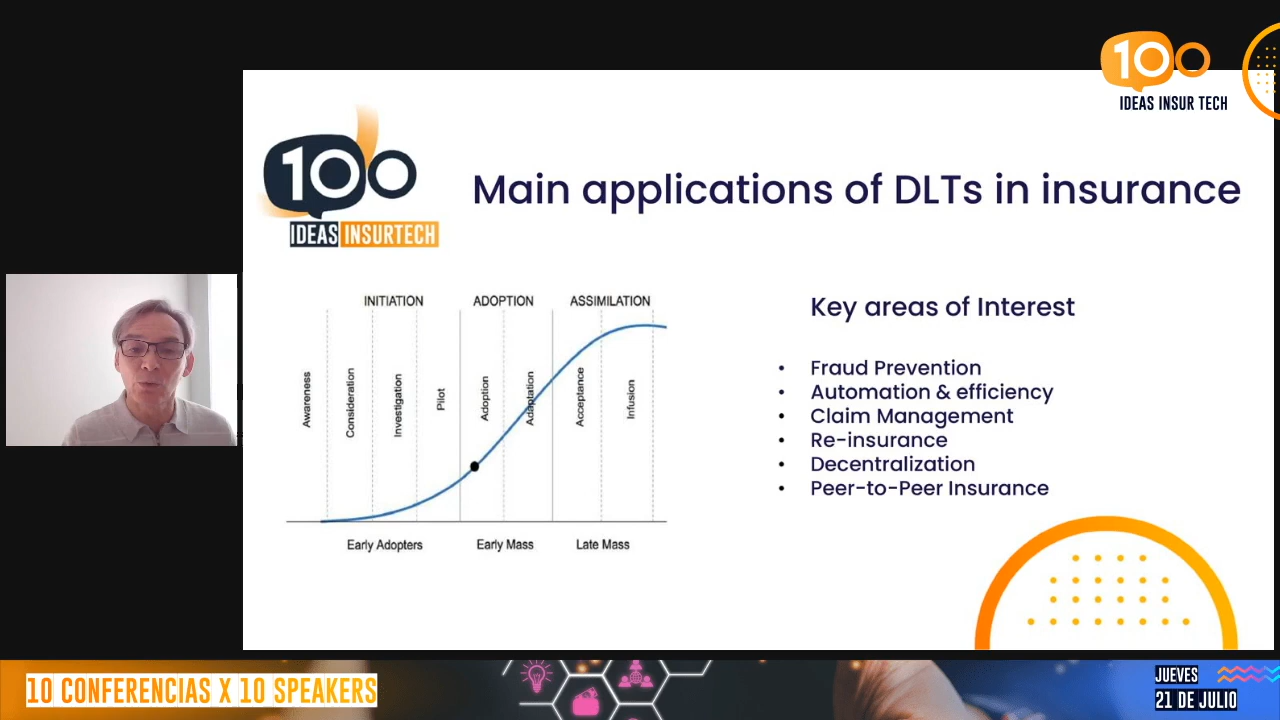 100
IDEAS INSUR TECH
100
IDEAS INSURTECH
Main applications of DLTs in insurance
INITIATION ADOPTION ASSIMILATION
Awareness
Consideration
Investigation
Pilot
Adoption
Adaptation
Acceptance
Infusion
Early Adopters Early Mass Late Mass
Key areas of Interest
• Fraud Prevention
• Automation & efficiency
• Claim Management
• Re-insurance
• Decentralization
• Peer-to-Peer Insurance
10 CONFERENCIAS X 10 SPEAKERS
JUEVES
21 DE JULIO